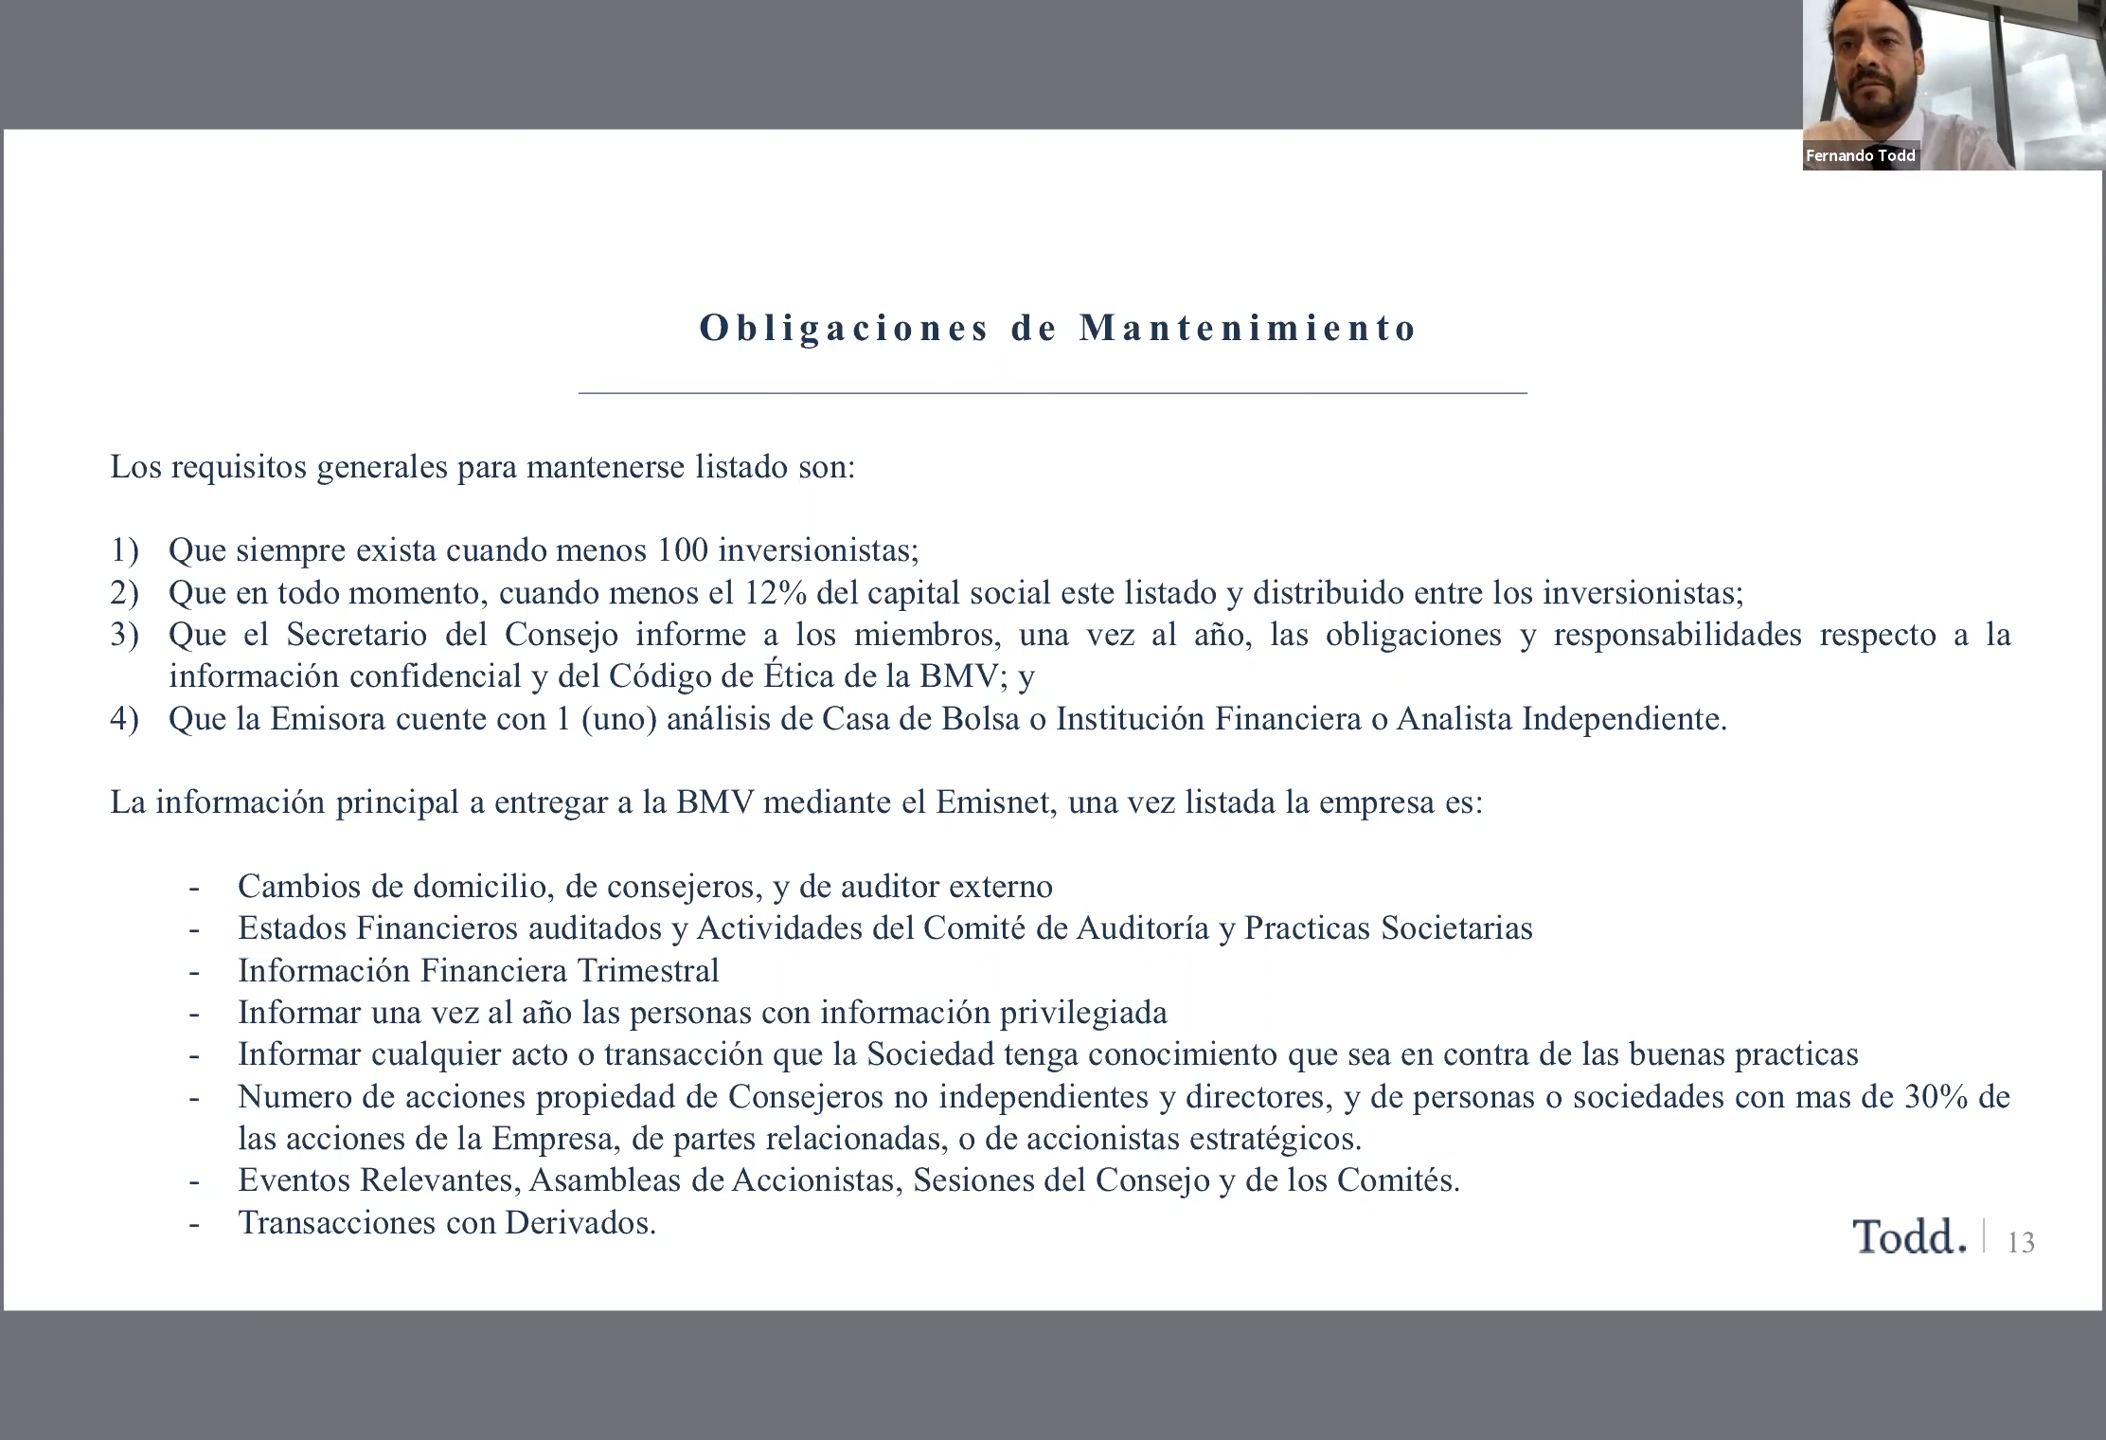 Fernando Todd
Obligaciones de Mantenimiento
Los requisitos generales para mantenerse listado son:
1) Que siempre exista cuando menos 100 inversionistas;
2) Que en todo momento, cuando menos el 12% del capital social este listado y distribuido entre los inversionistas;
3) Que el Secretario del Consejo informe a los miembros, una vez al año, las obligaciones y responsabilidades respecto a la
información confidencial y del Código de Ética de la BMV; y
4) Que la Emisora cuente con 1 (uno) análisis de Casa de Bolsa o Institución Financiera o Analista Independiente.
La información principal a entregar a la BMV mediante el Emisnet, una vez listada la empresa es:
- Cambios de domicilio, de consejeros, y de auditor externo
- Estados Financieros auditados y Actividades del Comité de Auditoría y Practicas Societarias
- Información Financiera Trimestral
- Informar una vez al año las personas con información privilegiada
- Informar cualquier acto o transacción que la Sociedad tenga conocimiento que sea en contra de las buenas practicas
- Numero de acciones propiedad de Consejeros no independientes y directores, y de personas o sociedades con mas de 30% de
las acciones de la Empresa, de partes relacionadas, o de accionistas estratégicos.
- Eventos Relevantes, Asambleas de Accionistas, Sesiones del Consejo y de los Comités.
- Transacciones con Derivados.
Todd. | 13